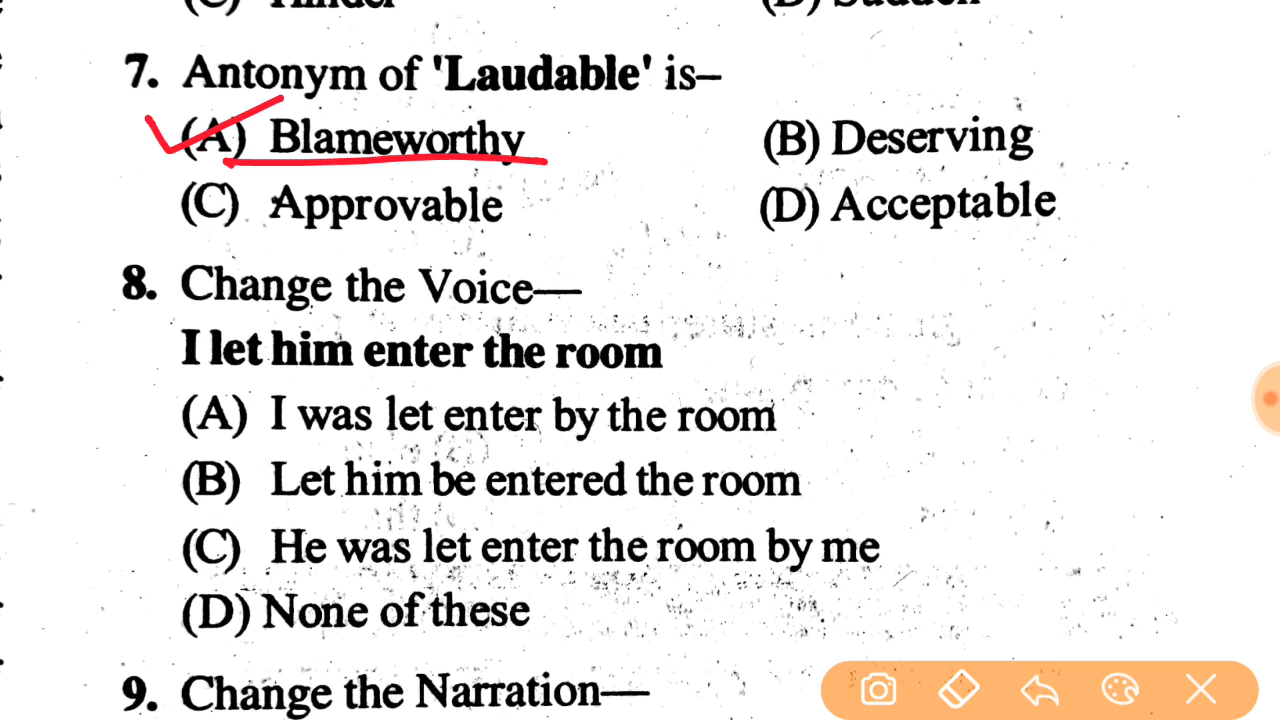 7. Antonym of 'Laudable' is–
(A) Blameworthy (B) Deserving
(C) Approvable (D) Acceptable
8. Change the Voice—
I let him enter the room
(A) I was let enter by the room
(B) Let him be entered the room
(C) He was let enter the room by me
(D) None of these
9. Change the Narration—